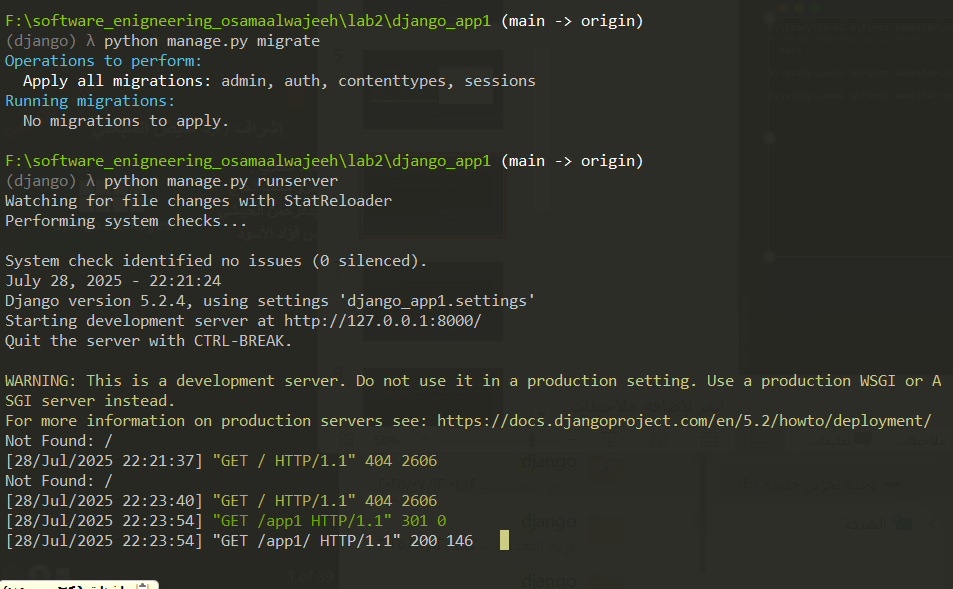 F:\software_enigneering_osamaalwajeeh\lab2\django_app1 (main -> origin)
(django) λ python manage.py migrate
Operations to perform:
  Apply all migrations: admin, auth, contenttypes, sessions
Running migrations:
  No migrations to apply.
F:\software_enigneering_osamaalwajeeh\lab2\django_app1 (main -> origin)
(django) λ python manage.py runserver
Watching for file changes with StatReloader
Performing system checks...
System check identified no issues (0 silenced).
July 28, 2025 - 22:21:24
Django version 5.2.4, using settings 'django_app1.settings'
Starting development server at http://127.0.0.1:8000/
Quit the server with CTRL-BREAK.
WARNING: This is a development server. Do not use it in a production setting. Use a production WSGI or A
SGI server instead.
For more information on production servers see: https://docs.djangoproject.com/en/5.2/howto/deployment/
Not Found: /
[28/Jul/2025 22:21:37] "GET / HTTP/1.1" 404 2606
Not Found: /
[28/Jul/2025 22:23:40] "GET / HTTP/1.1" 404 2606
[28/Jul/2025 22:23:54] "GET /app1 HTTP/1.1" 301 0
[28/Jul/2025 22:23:54] "GET /app1/ HTTP/1.1" 200 146
django
django
django
1 of 39